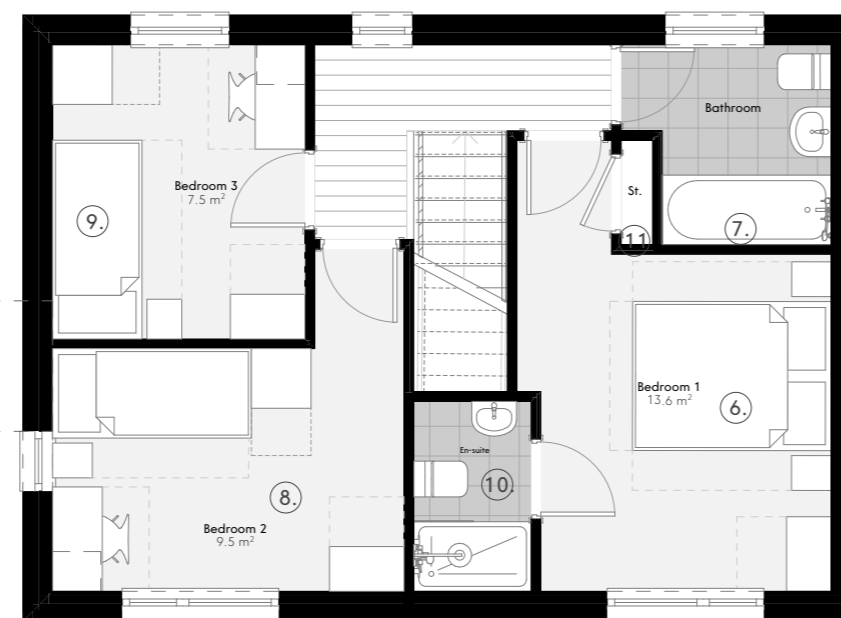 Bathroom
Bedroom 3
7.5 m²
St.
9.
7.
11
Bedroom 1
13.6 m²
6.
En-suite
10.
8.
Bedroom 2
9.5 m²